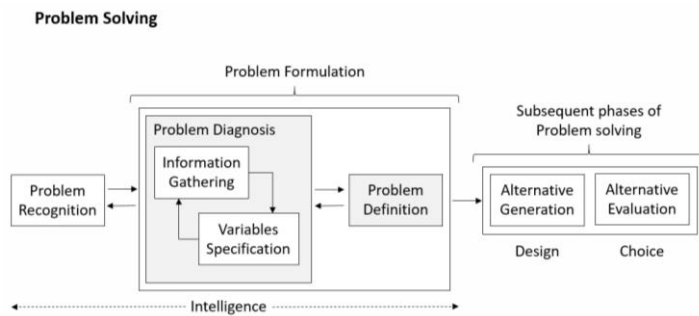 Problem Solving
Problem Formulation
Subsequent phases of
Problem solving
Problem Diagnosis
Information
Gathering
Problem
Recognition
Problem
Definition
Alternative
Generation
Alternative
Evaluation
Variables
Specification
Design
Choice
Intelligence